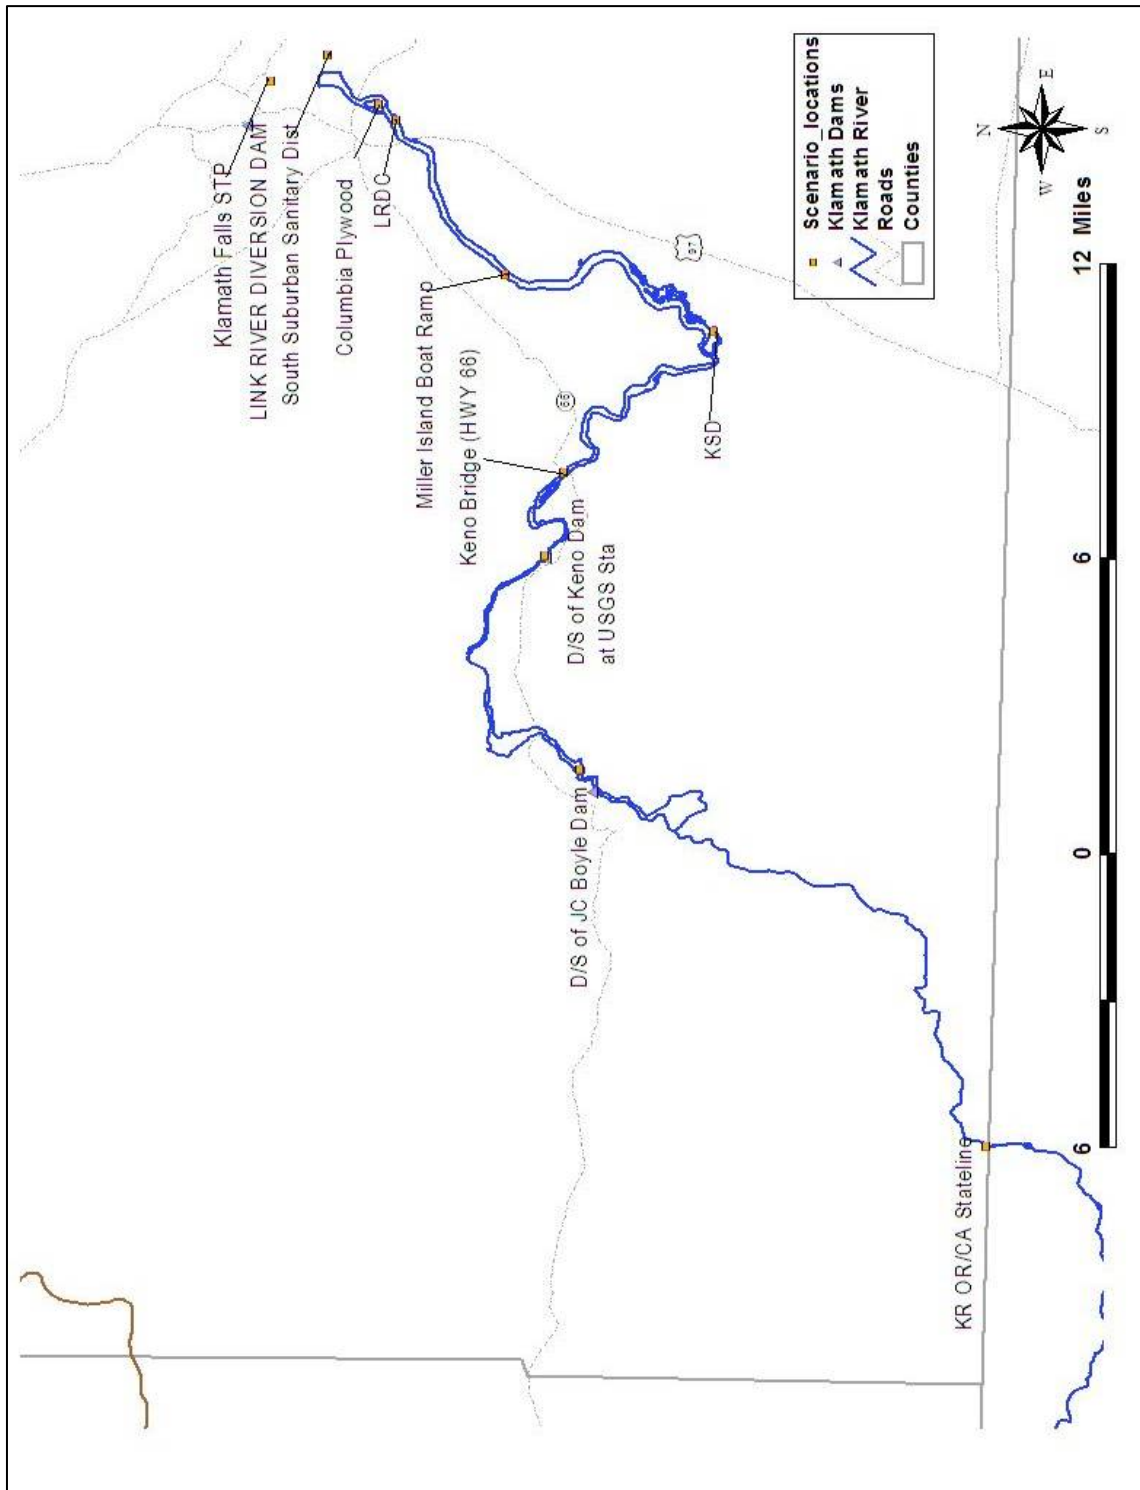 Klamath Falls STP
LINK RIVER DIVERSION DAM
South Suburban Sanitary Dist
Columbia Plywood
LRDC
Miller Island Boat Ramp
Keno Bridge (HWY 66)
66
97
KSD
D/S of Keno Dam
at USGS Sta
D/S of JC Boyle Dam
KR OR/CA Stateline
Scenario_locations
Klamath Dams
Klamath River
Roads
Counties
N
W
E
S
6
0
6
12 Miles